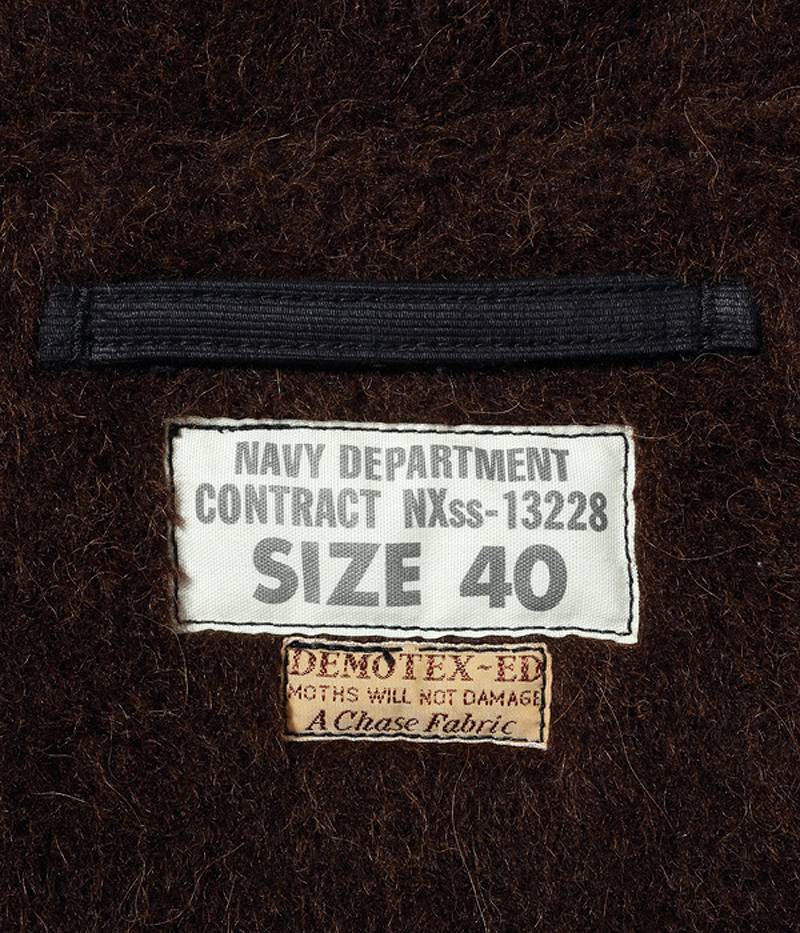 NAVY DEPARTMENT
CONTRACT NXss-13228
SIZE 40
DEMOTEX~ED
MOTHS WILL NOT DAMAGE
A Chase Fabric